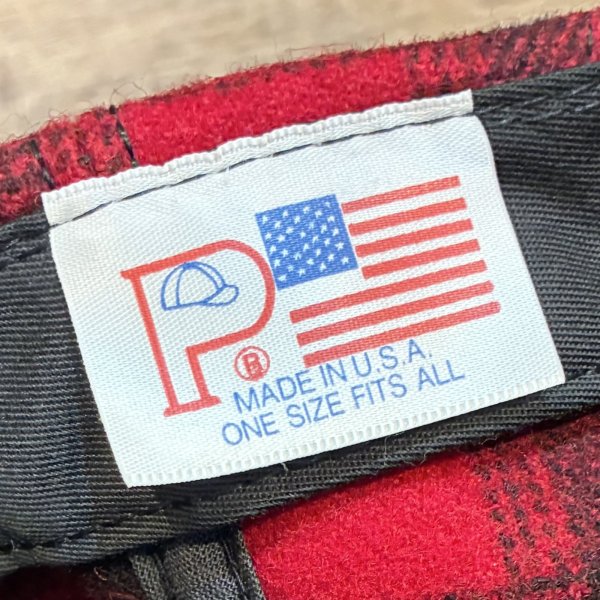 P ®
MADE IN U.S.A.
ONE SIZE FITS ALL